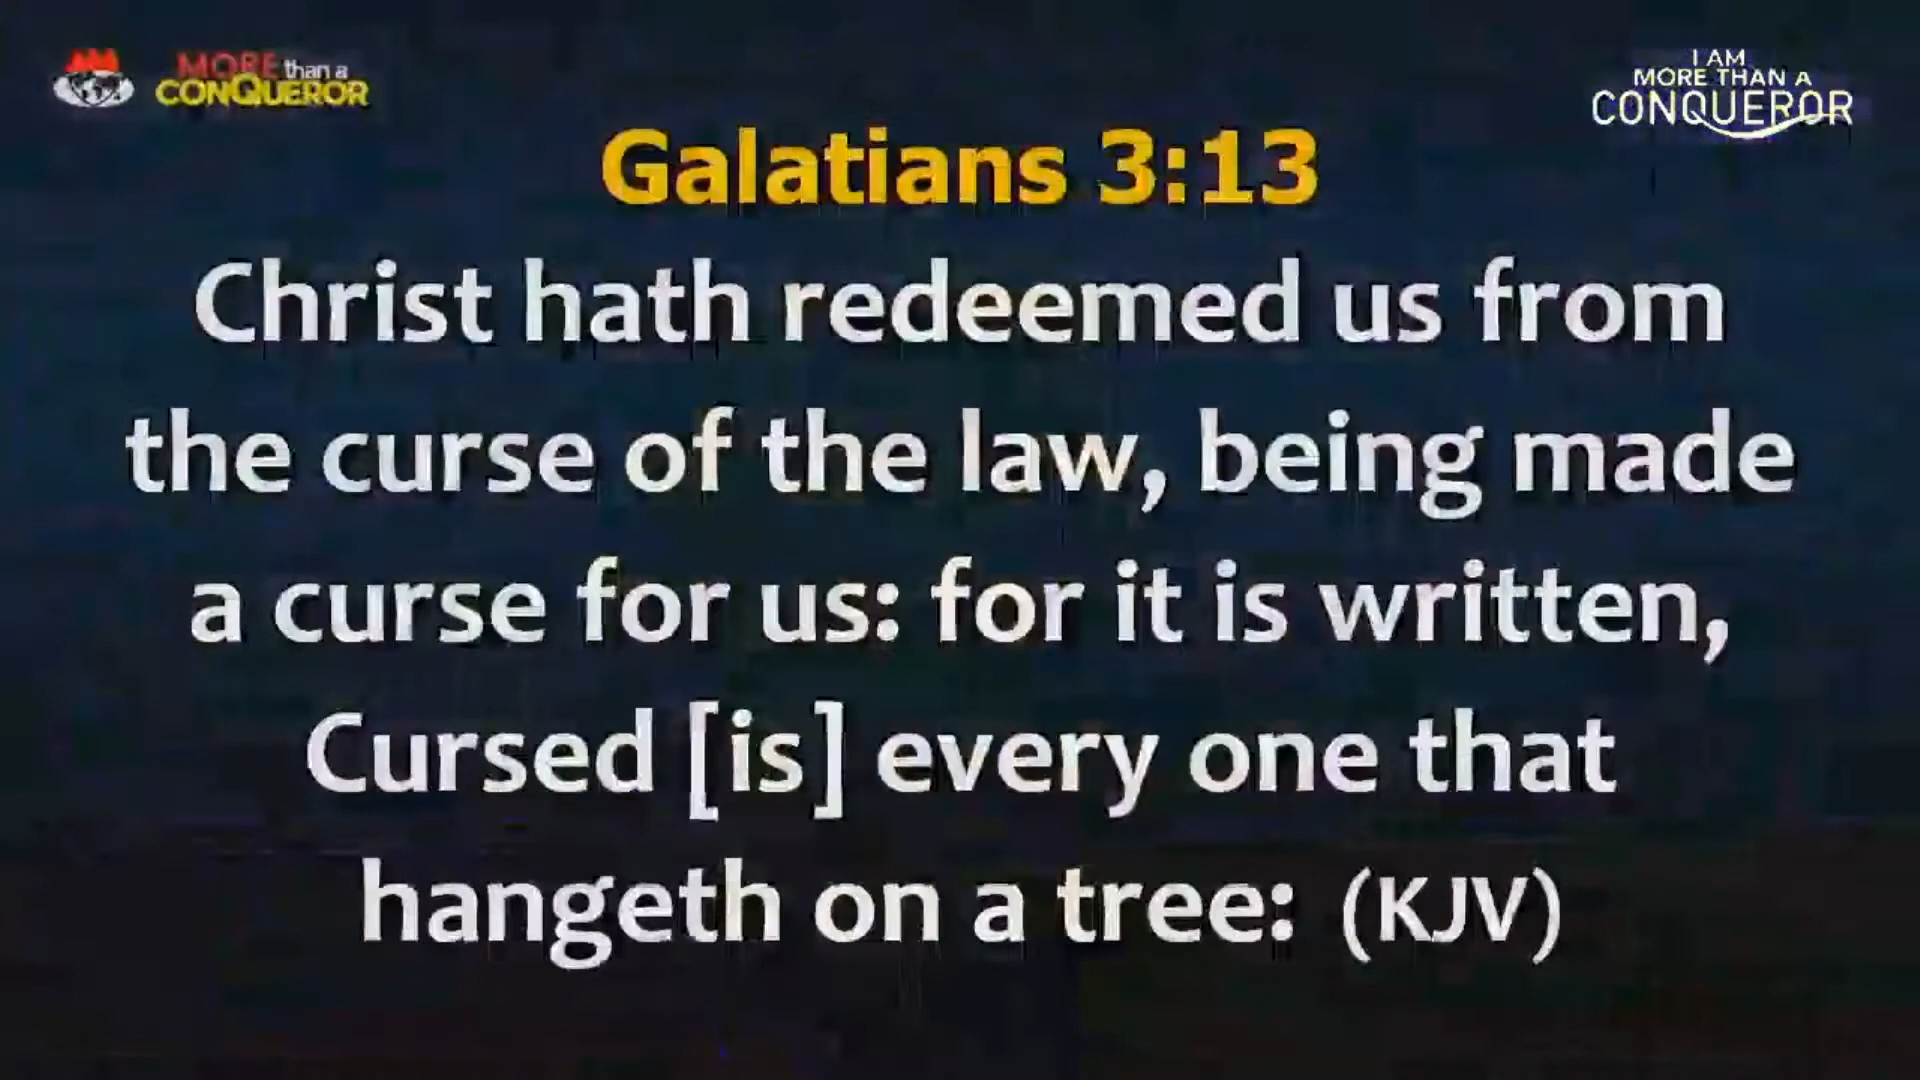 MORE than a
CONQUEROR
I AM
MORE THAN A
CONQUEROR
Galatians 3:13
Christ hath redeemed us from
the curse of the law, being made
a curse for us: for it is written,
Cursed [is] every one that
hangeth on a tree: (KJV)